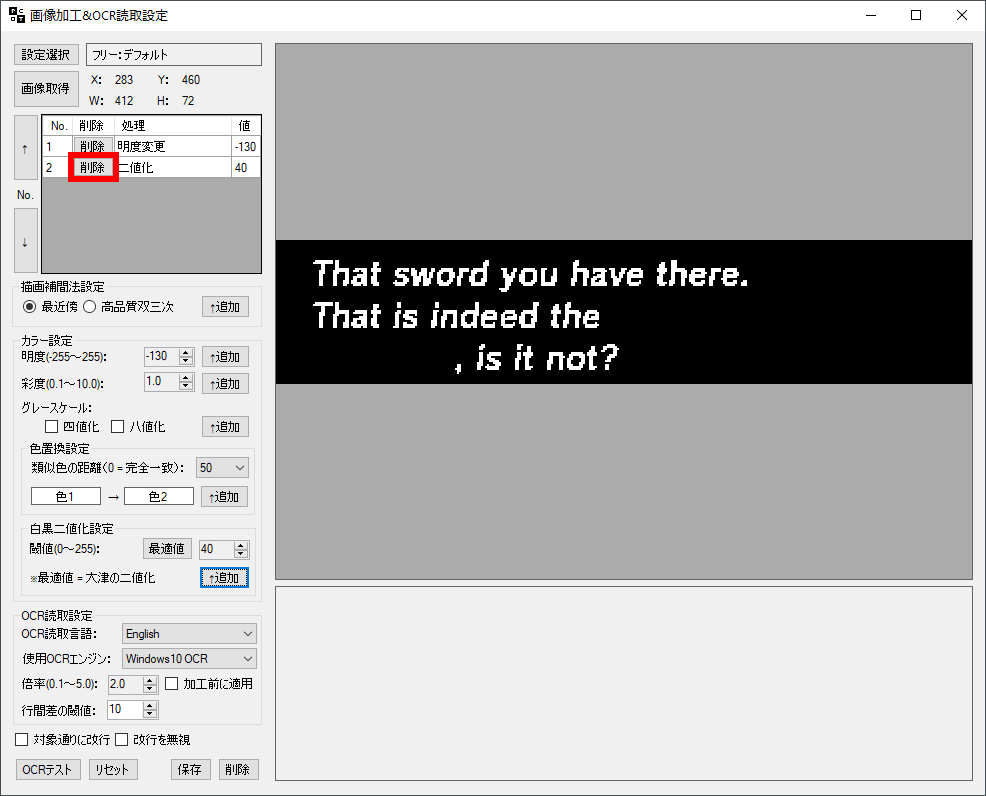 画像加工&OCR読取設定
設定選択 フリー:デフォルト
画像取得 X: 283 Y: 460
W: 412 H: 72
No. 削除 処理 値
1 削除 明度変更 -130
2 削除 二値化 40
↑
No.
↓
描画補間法設定
最近傍 高品質双三次 ↑追加
カラー設定
明度(-255～255): -130 ↑追加
彩度(0.1～10.0): 1.0 ↑追加
グレースケール:
四値化 八値化 ↑追加
色置換設定
類似色の距離(0 = 完全一致): 50
色1 → 色2 ↑追加
白黒二値化設定
閾値(0～255): 最適値 40
※最適値 = 大津の二値化 ↑追加
OCR読取設定
OCR読取言語: English
使用OCRエンジン: Windows10 OCR
倍率(0.1～5.0): 2.0 加工前に適用
行間差の閾値: 10
対象通りに改行 改行を無視
OCRテスト リセット 保存 削除
That sword you have there.
That is indeed the
, is it not?